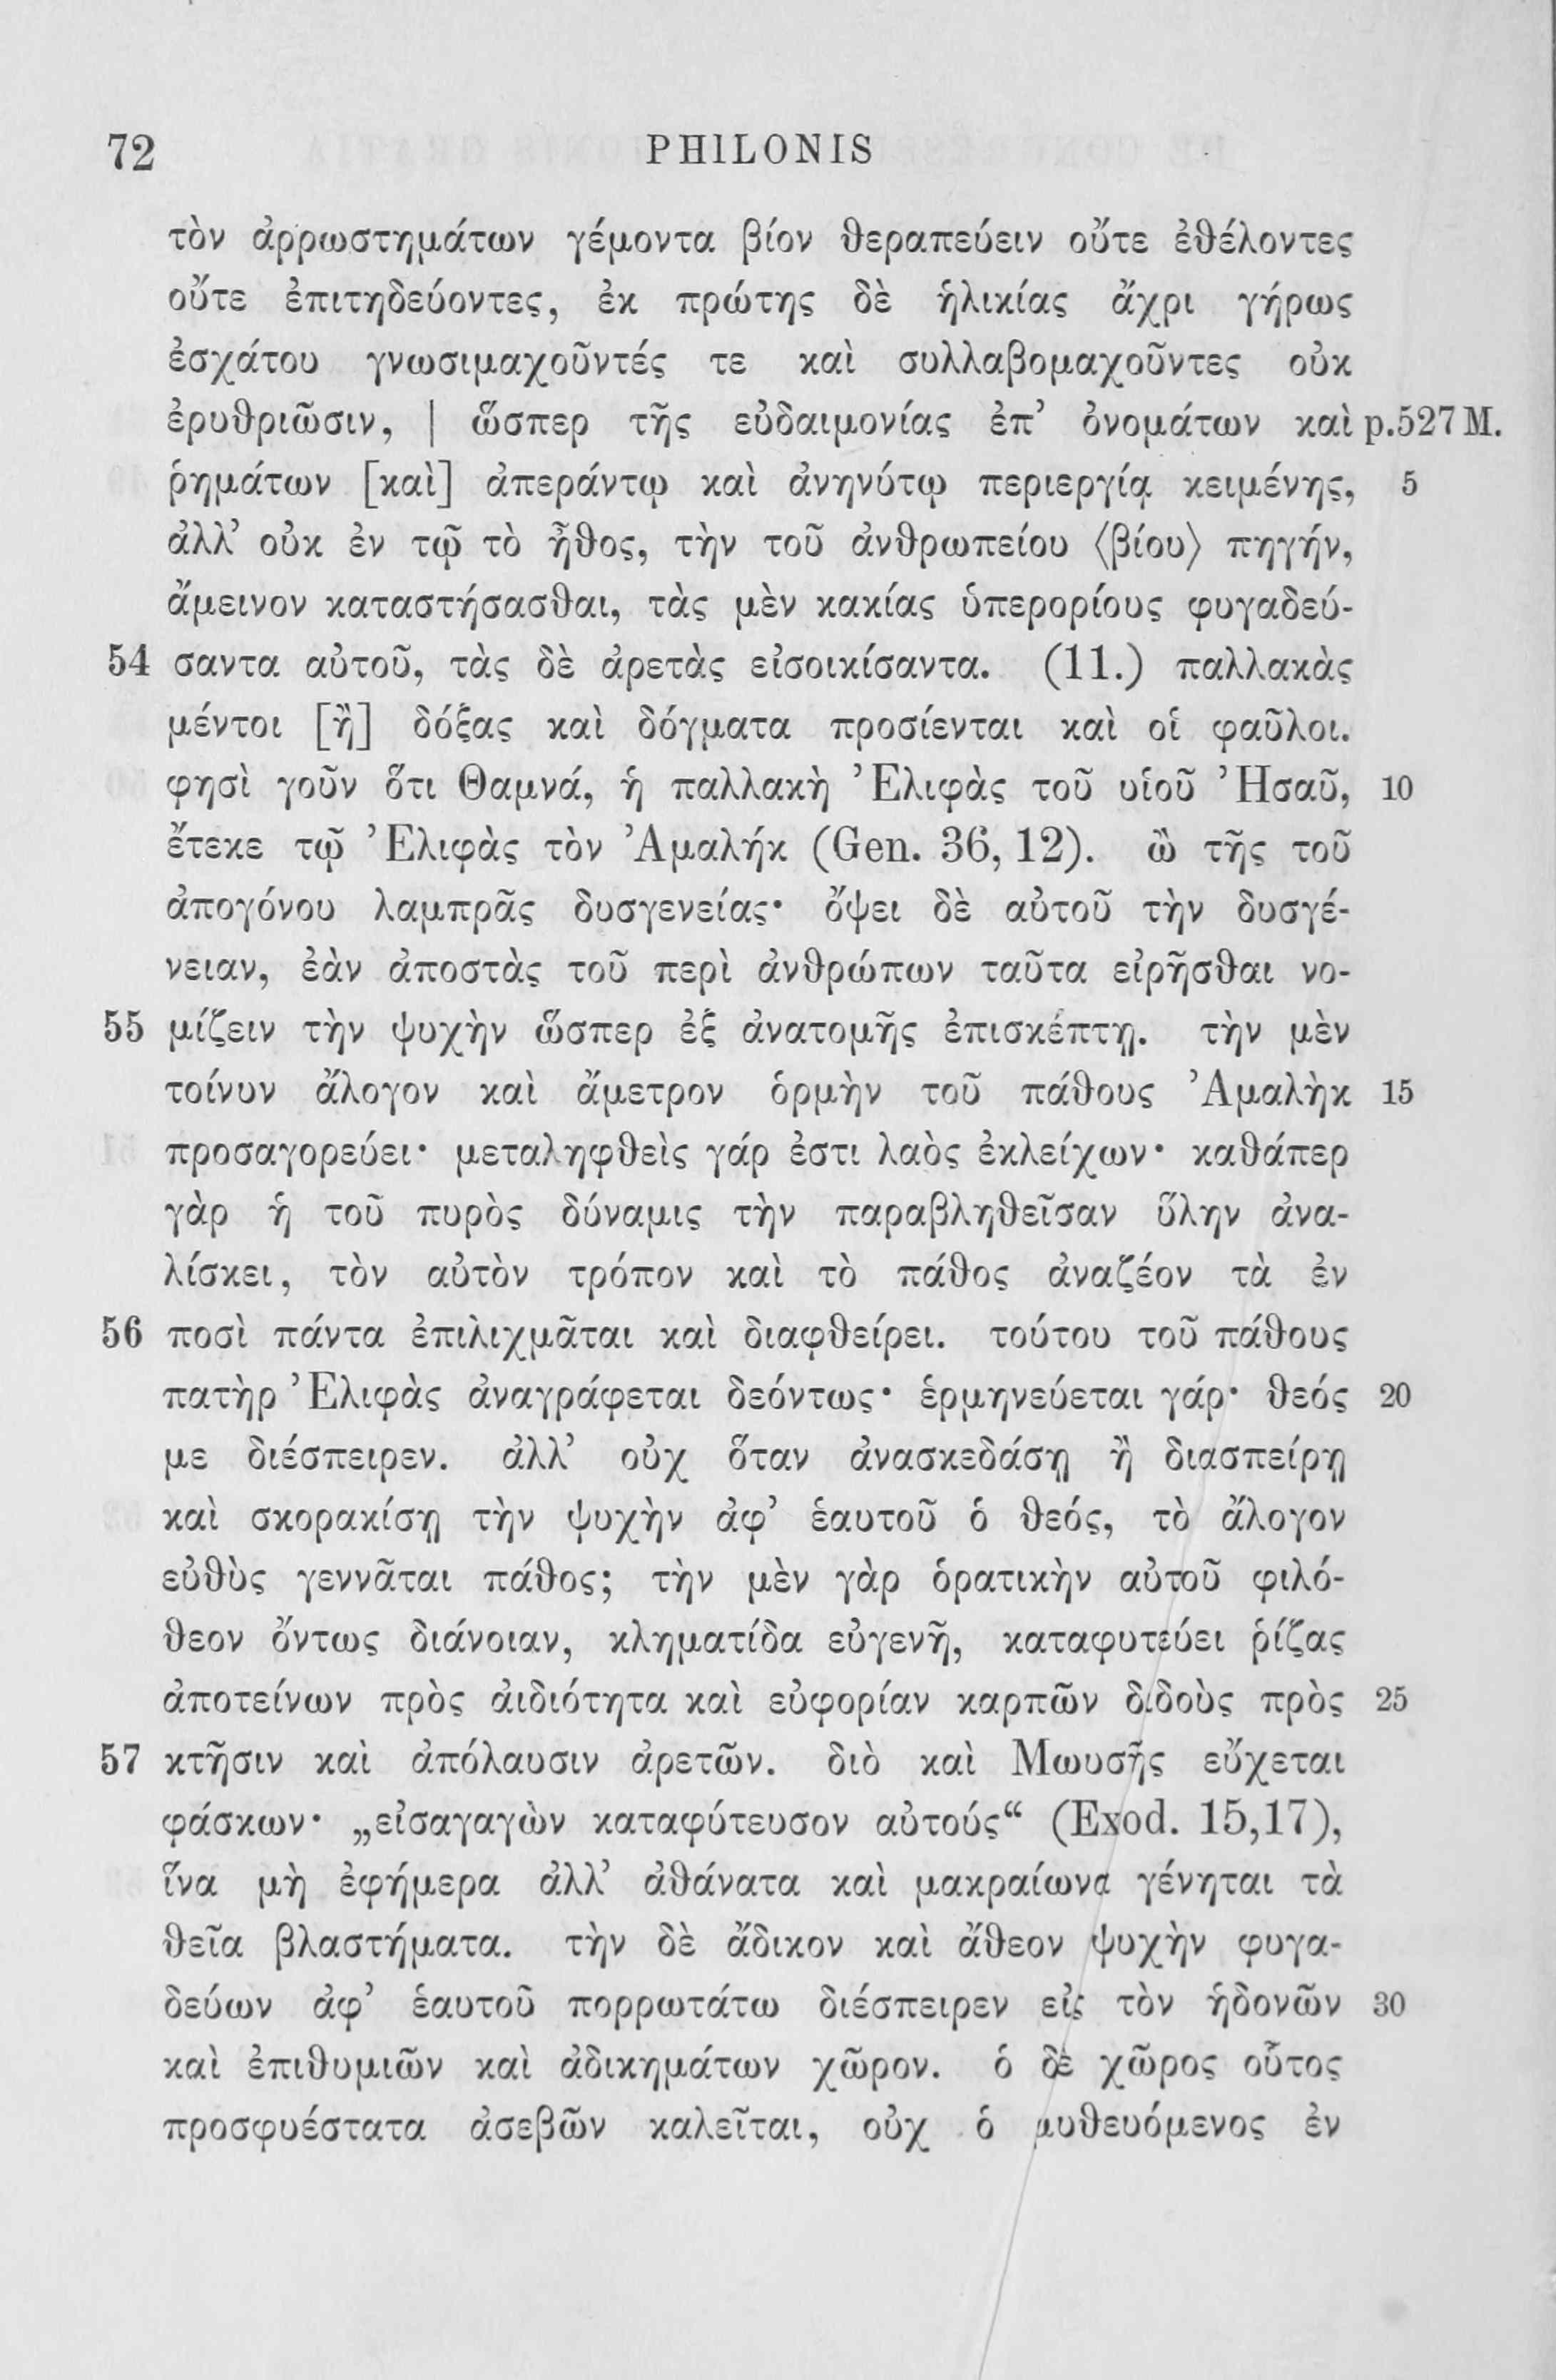 72 PHILONIS
τὸν ἀρρωστημάτων γέμοντα βίον θεραπεύειν οὔτε ἐθέλοντες
οὔτε ἐπιτηδεύοντες, ἐκ πρώτης δὲ ἡλικίας ἄχρι γήρως
ἐσχάτου γνωσιμαχοῦντές τε καὶ συλλαβομαχοῦντες οὐκ
ἐρυθριῶσιν, | ὥσπερ τῆς εὐδαιμονίας ἐπ’ ὀνομάτων καὶ p.527 M.
ῥημάτων [καὶ] ἀπεράντῳ καὶ ἀνηνύτῳ περιεργίᾳ κειμένης, 5
ἀλλ’ οὐκ ἐν τῷ τὸ ἦθος, τὴν τοῦ ἀνθρωπείου ⟨βίου⟩ πηγήν,
ἄμεινον καταστήσασθαι, τὰς μὲν κακίας ὑπερορίους φυγαδεύ-
54 σαντα αὐτοῦ, τὰς δὲ ἀρετὰς εἰσοικίσαντα. (11.) παλλακὰς
μέντοι [ἢ] δόξας καὶ δόγματα προσίενται καὶ οἱ φαῦλοι.
φησὶ γοῦν ὅτι Θαμνά, ἡ παλλακὴ Ἐλιφὰς τοῦ υἱοῦ Ἠσαῦ, 10
ἔτεκε τῷ Ἐλιφὰς τὸν Ἀμαλήκ (Gen. 36, 12). ὢ τῆς τοῦ
ἀπογόνου λαμπρᾶς δυσγενείας· ὄψει δὲ αὐτοῦ τὴν δυσγέ-
νειαν, ἐὰν ἀποστὰς τοῦ περὶ ἀνθρώπων ταῦτα εἰρῆσθαι νο-
55 μίζειν τὴν ψυχὴν ὥσπερ ἐξ ἀνατομῆς ἐπισκέπτῃ. τὴν μὲν
τοίνυν ἄλογον καὶ ἄμετρον ὁρμὴν τοῦ πάθους Ἀμαλὴκ 15
προσαγορεύει· μεταληφθεὶς γάρ ἐστι λαὸς ἐκλείχων· καθάπερ
γὰρ ἡ τοῦ πυρὸς δύναμις τὴν παραβληθεῖσαν ὕλην ἀνα-
λίσκει, τὸν αὐτὸν τρόπον καὶ τὸ πάθος ἀναζέον τὰ ἐν
56 ποσὶ πάντα ἐπιλιχμᾶται καὶ διαφθείρει. τούτου τοῦ πάθους
πατὴρ Ἐλιφὰς ἀναγράφεται δεόντως· ἑρμηνεύεται γάρ· θεός 20
με διέσπειρεν. ἀλλ’ οὐχ ὅταν ἀνασκεδάσῃ ἢ διασπείρῃ
καὶ σκορακίσῃ τὴν ψυχὴν ἀφ’ ἑαυτοῦ ὁ θεός, τὸ ἄλογον
εὐθὺς γεννᾶται πάθος; τὴν μὲν γὰρ ὁρατικὴν αὐτοῦ φιλό-
θεον ὄντως διάνοιαν, κληματίδα εὐγενῆ, καταφυτεύει ῥίζας
ἀποτείνων πρὸς ἀιδιότητα καὶ εὐφορίαν καρπῶν διδοὺς πρὸς 25
57 κτῆσιν καὶ ἀπόλαυσιν ἀρετῶν. διὸ καὶ Μωυσῆς εὔχεται
φάσκων· „εἰσαγαγὼν καταφύτευσον αὐτούς“ (Exod. 15,17),
ἵνα μὴ ἐφήμερα ἀλλ’ ἀθάνατα καὶ μακραίωνα γένηται τὰ
θεῖα βλαστήματα. τὴν δὲ ἄδικον καὶ ἄθεον ψυχὴν φυγα-
δεύων ἀφ’ ἑαυτοῦ πορρωτάτω διέσπειρεν εἰς τὸν ἡδονῶν 30
καὶ ἐπιθυμιῶν καὶ ἀδικημάτων χῶρον. ὁ δὲ χῶρος οὗτος
προσφυέστατα ἀσεβῶν καλεῖται, οὐχ ὁ μυθευόμενος ἐν